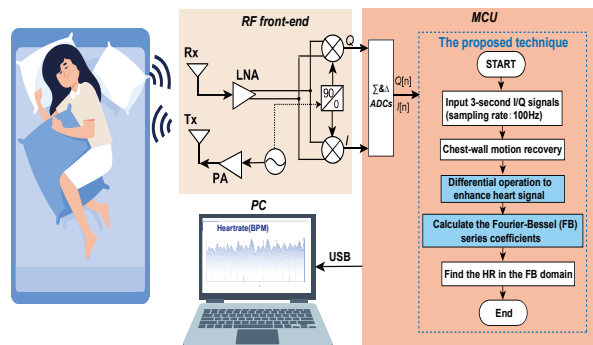 RF front-end
Rx
LNA
Q
90
0
Tx
PA
I
MCU
Σ&Δ
ADCs
Q[n]
I[n]
The proposed technique
START
Input 3-second I/Q signals
(sampling rate: 100Hz)
Chest-wall motion recovery
Differential operation to
enhance heart signal
Calculate the Fourier-Bessel (FB)
series coefficients
Find the HR in the FB domain
End
PC
Heartrate(BPM)
USB